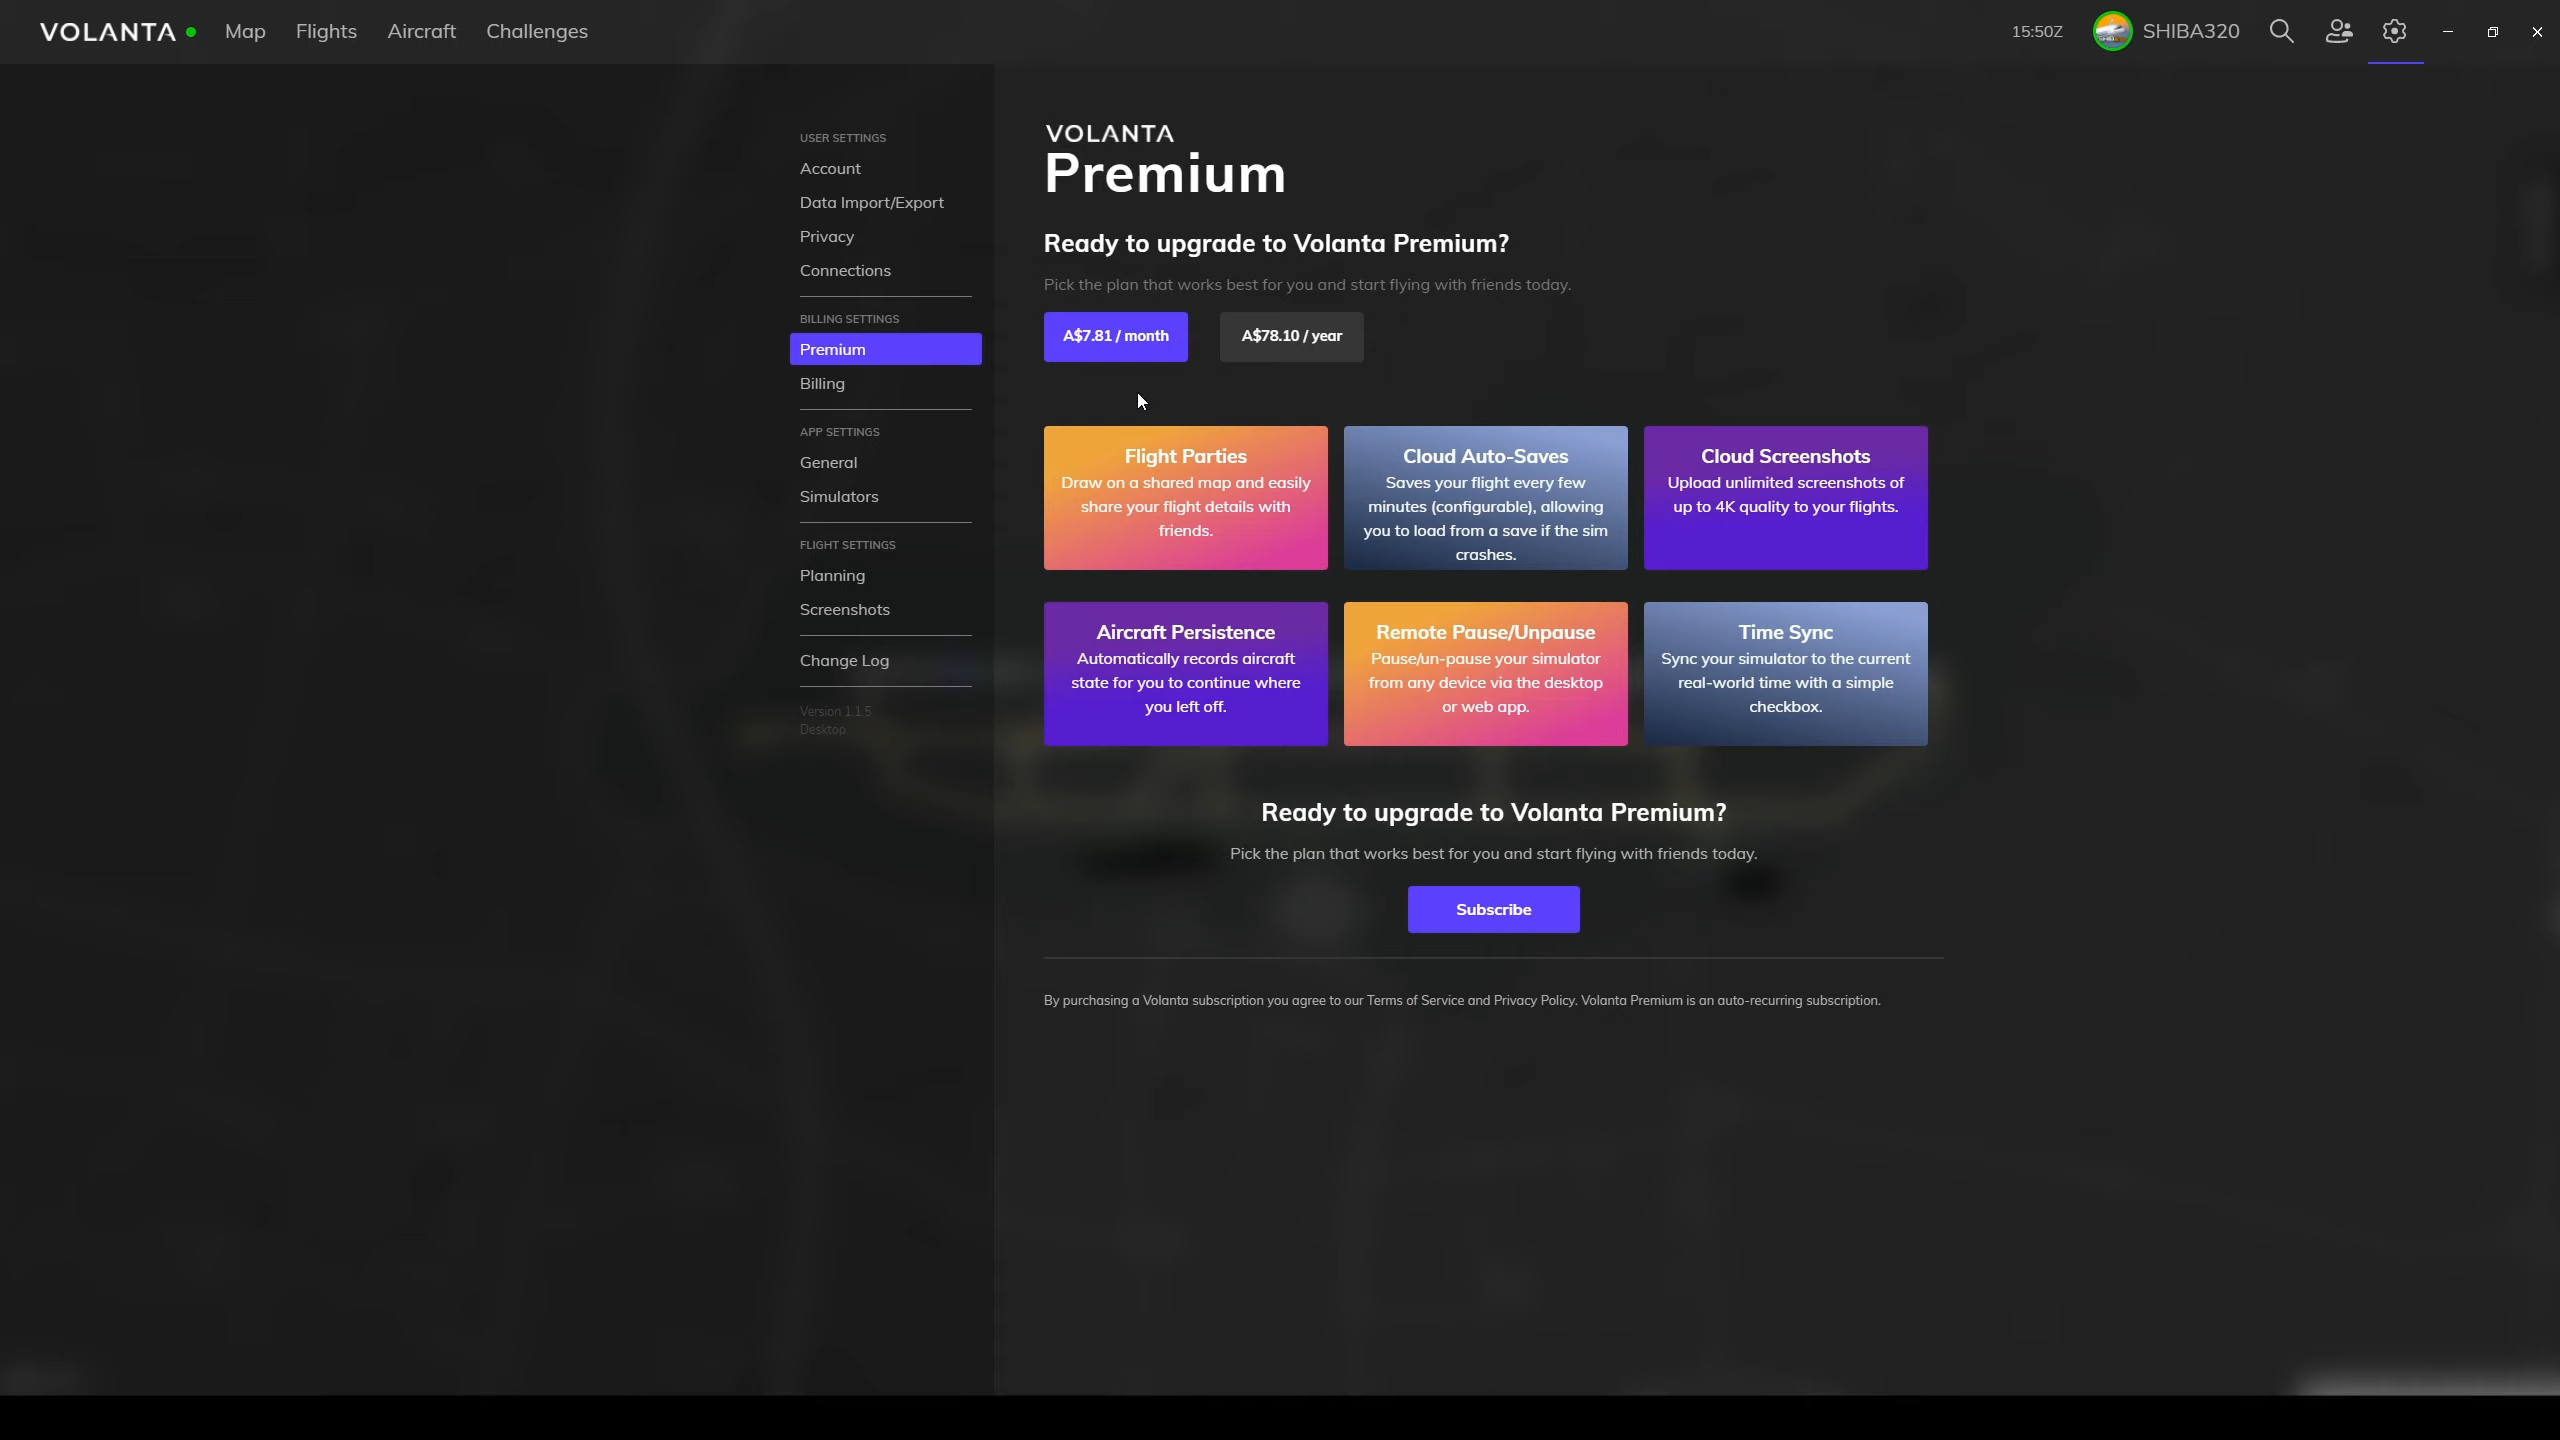 VOLANTA
Map
Flights
Aircraft
Challenges
15:50Z
SHIBA320
USER SETTINGS
Account
Data Import/Export
Privacy
Connections
BILLING SETTINGS
Premium
Billing
APP SETTINGS
General
Simulators
FLIGHT SETTINGS
Planning
Screenshots
Change Log
Version 1.1.5
Desktop
VOLANTA
Premium
Ready to upgrade to Volanta Premium?
Pick the plan that works best for you and start flying with friends today.
A$7.81 / month
A$78.10 / year
Flight Parties
Draw on a shared map and easily
share your flight details with
friends.
Cloud Auto-Saves
Saves your flight every few
minutes (configurable), allowing
you to load from a save if the sim
crashes.
Cloud Screenshots
Upload unlimited screenshots of
up to 4K quality to your flights.
Aircraft Persistence
Automatically records aircraft
state for you to continue where
you left off.
Remote Pause/Unpause
Pause/un-pause your simulator
from any device via the desktop
or web app.
Time Sync
Sync your simulator to the current
real-world time with a simple
checkbox.
Ready to upgrade to Volanta Premium?
Pick the plan that works best for you and start flying with friends today.
Subscribe
By purchasing a Volanta subscription you agree to our Terms of Service and Privacy Policy. Volanta Premium is an auto-recurring subscription.